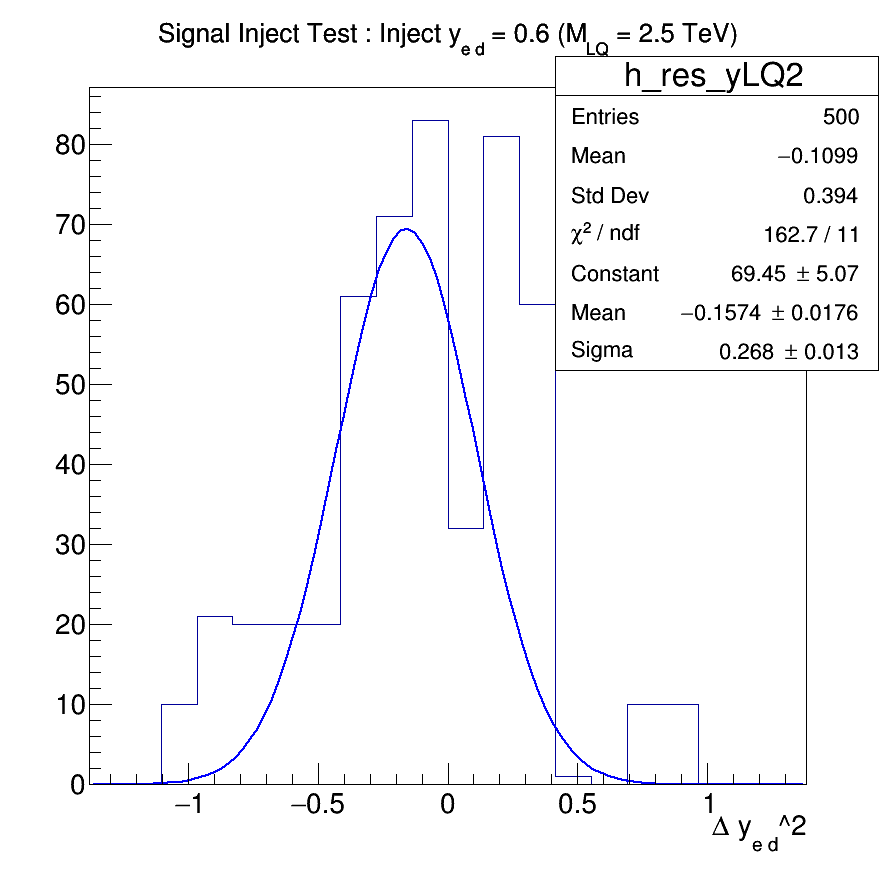 Signal Inject Test : Inject y_{e d} = 0.6 (M_{LQ} = 2.5 TeV)
h_res_yLQ2
Entries 500
Mean −0.1099
Std Dev 0.394
χ² / ndf 162.7 / 11
Constant 69.45 ± 5.07
Mean −0.1574 ± 0.0176
Sigma 0.268 ± 0.013
80
70
60
50
40
30
20
10
0
−1 −0.5 0 0.5 1
Δ y_{e d}^2